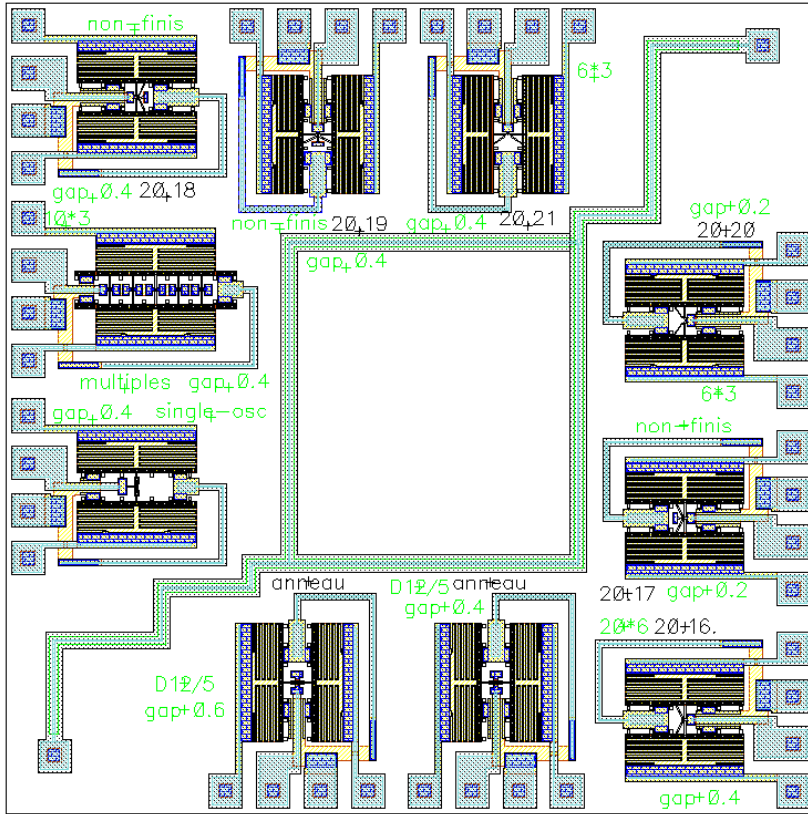 non-finis
6*3
gap+0.4
20+18
gap+0.2
20+20
10*3
non-finis
20+19
gap+0.4
20+21
gap+0.4
multiples
gap+0.4
6*3
gap+0.4
single-osc
non-finis
anneau
D12/5
anneau
gap+0.4
20+17
gap+0.2
20*6
20+16.
D12/5
gap+0.6
gap+0.4